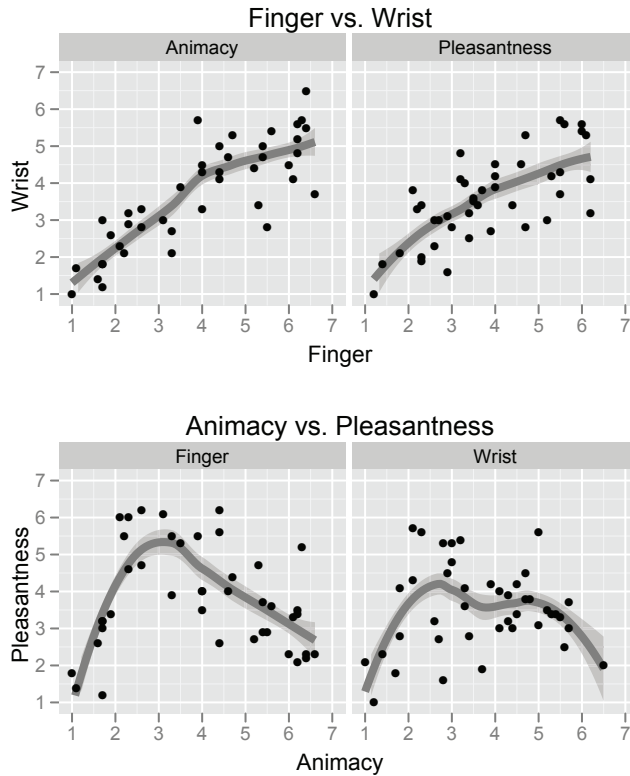 Finger vs. Wrist
Animacy Pleasantness
7
6
5
4
3
2
1
Wrist
1 2 3 4 5 6 7 1 2 3 4 5 6 7
Finger
Animacy vs. Pleasantness
Finger Wrist
7
6
5
4
3
2
1
Pleasantness
1 2 3 4 5 6 7 1 2 3 4 5 6 7
Animacy